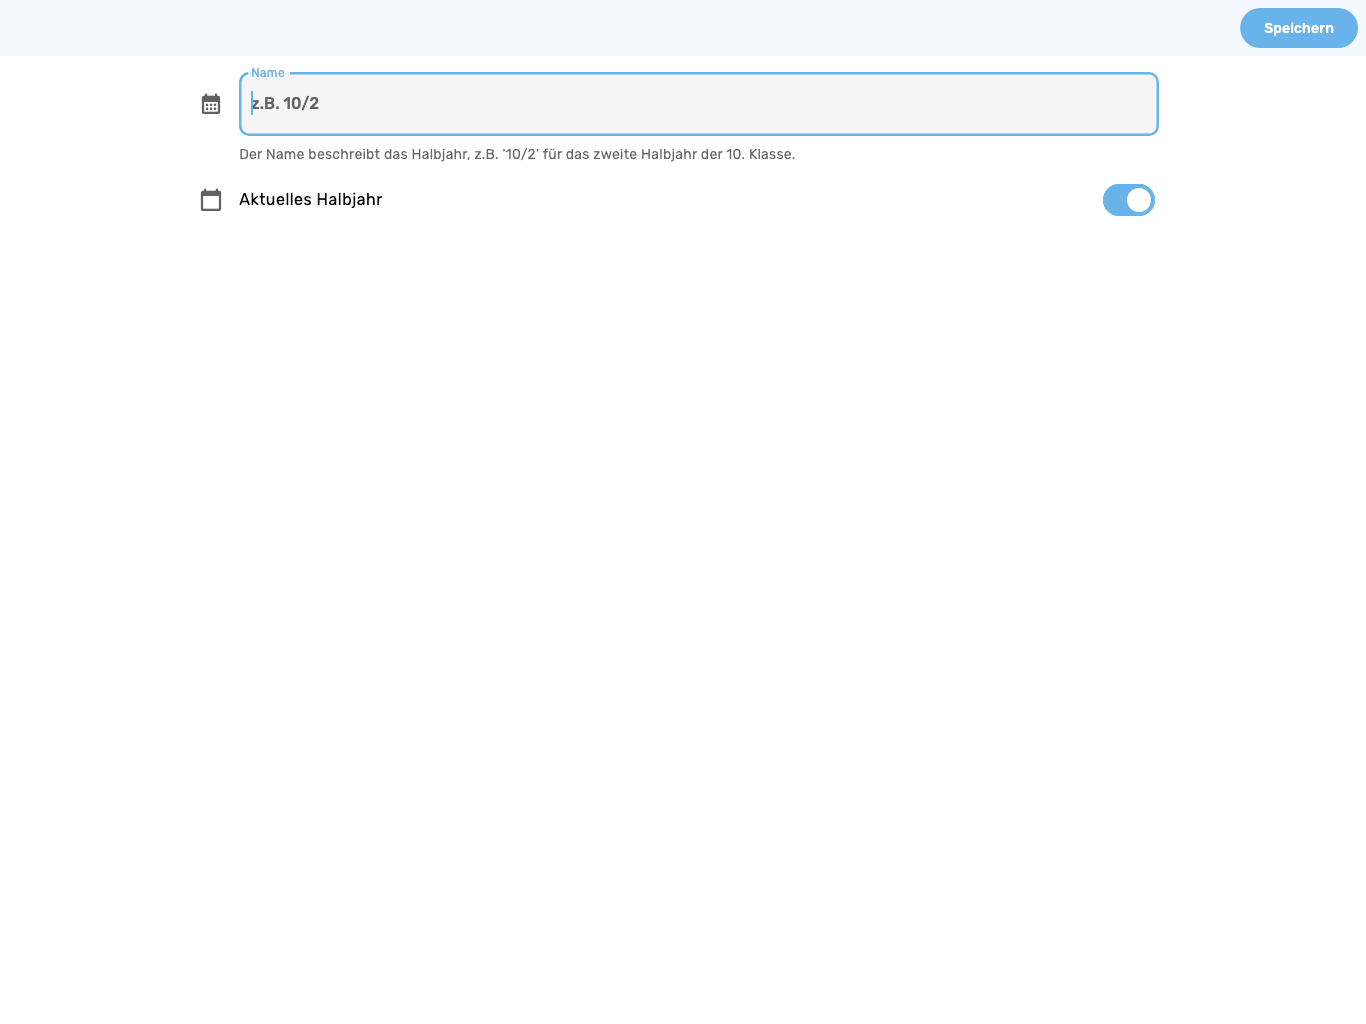 Speichern
Name
z.B. 10/2
Der Name beschreibt das Halbjahr, z.B. '10/2' für das zweite Halbjahr der 10. Klasse.
Aktuelles Halbjahr